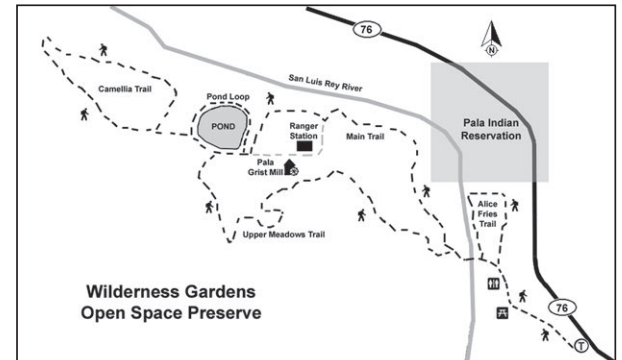 76
N
San Luis Rey River
Camellia Trail
Pond Loop
POND
Ranger
Station
Main Trail
Pala Indian
Reservation
Pala
Grist Mill
Alice
Fries
Trail
Upper Meadows Trail
Wilderness Gardens
Open Space Preserve
76
T